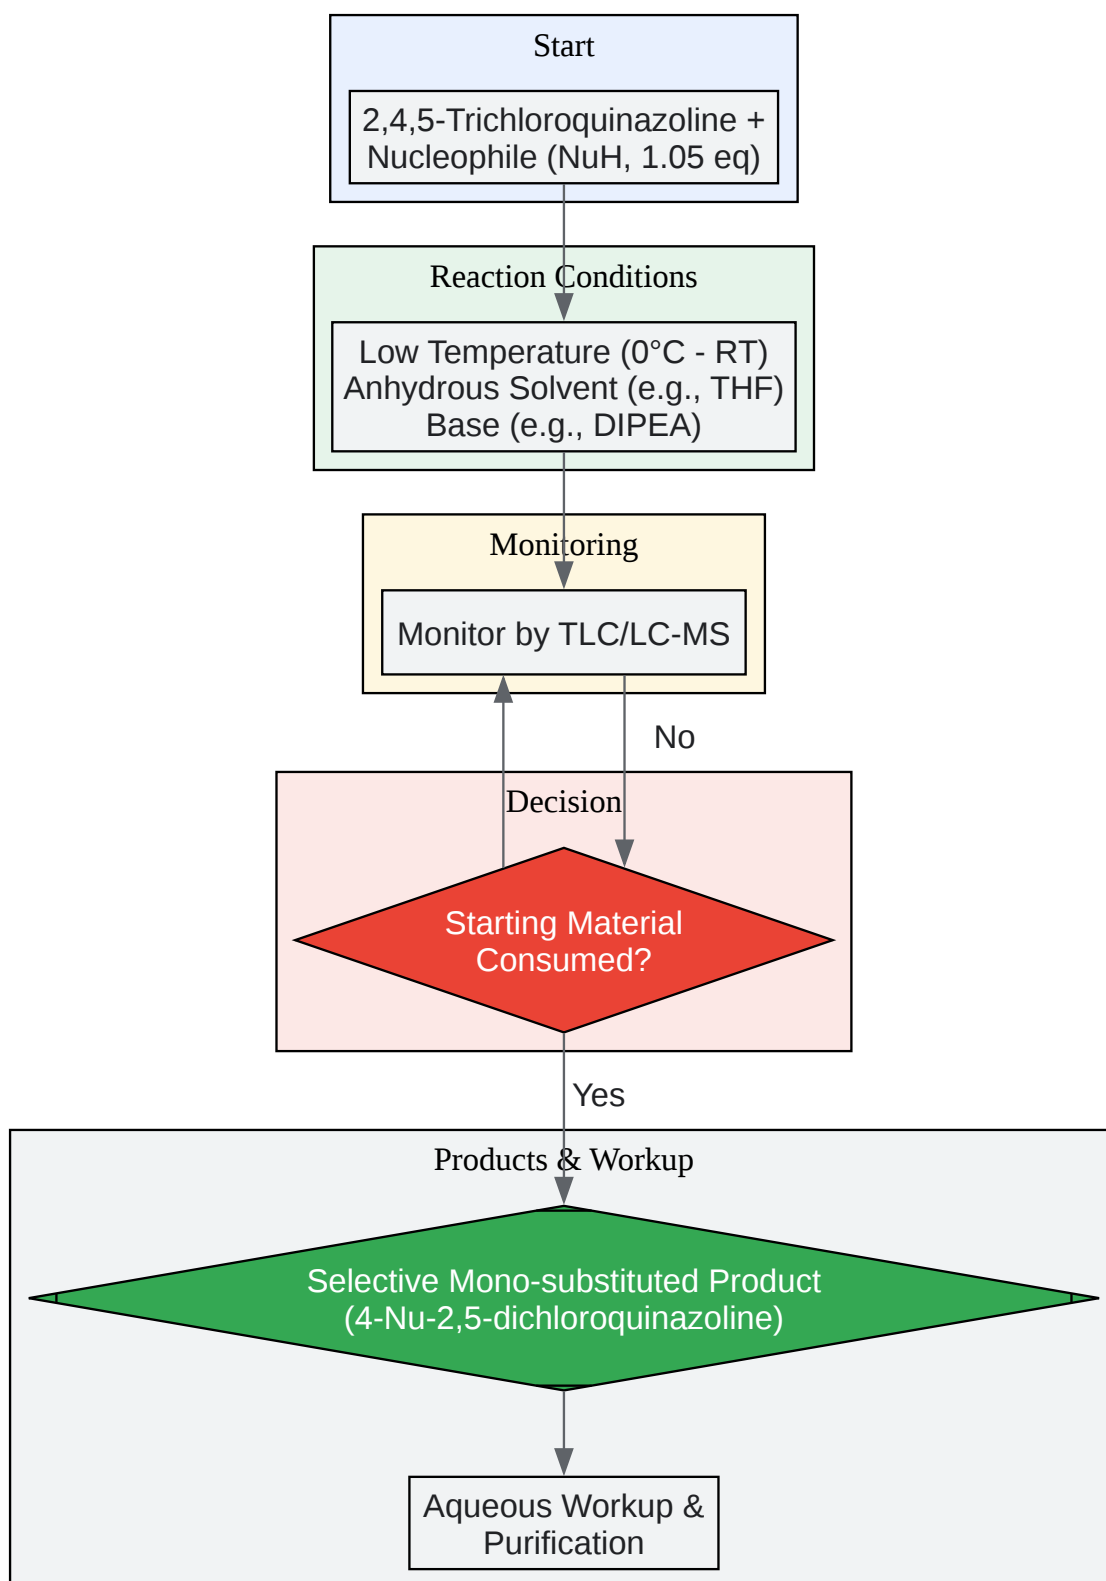 Start
2,4,5-Trichloroquinazoline +
Nucleophile (NuH, 1.05 eq)
Reaction Conditions
Low Temperature (0°C - RT)
Anhydrous Solvent (e.g., THF)
Base (e.g., DIPEA)
Monitoring
Monitor by TLC/LC-MS
No
Decision
Starting Material
Consumed?
Yes
Products & Workup
Selective Mono-substituted Product
(4-Nu-2,5-dichloroquinazoline)
Aqueous Workup &
Purification